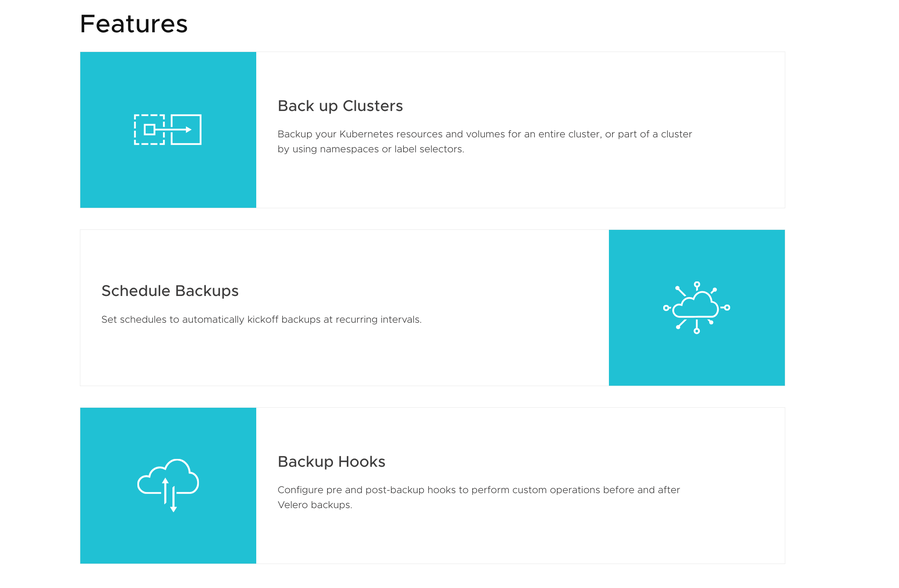 Features
Back up Clusters
Backup your Kubernetes resources and volumes for an entire cluster, or part of a cluster
by using namespaces or label selectors.
Schedule Backups
Set schedules to automatically kickoff backups at recurring intervals.
Backup Hooks
Configure pre and post-backup hooks to perform custom operations before and after
Velero backups.